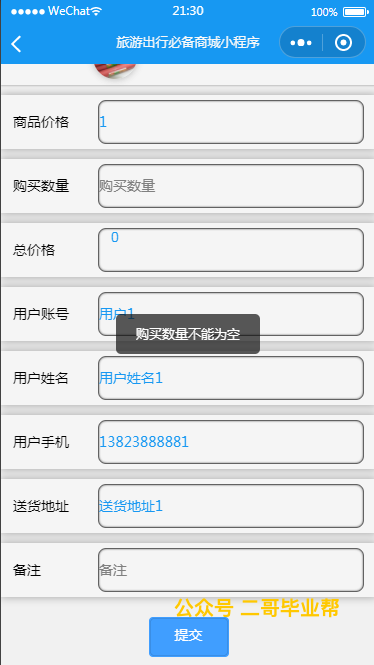 WeChat 21:30 100%
旅游出行必备商城小程序
商品价格 1
购买数量 购买数量
总价格 0
用户账号 用户1
购买数量不能为空
用户姓名 用户姓名1
用户手机 13823888881
送货地址 送货地址1
备注 备注
公众号 二哥毕业帮
提交